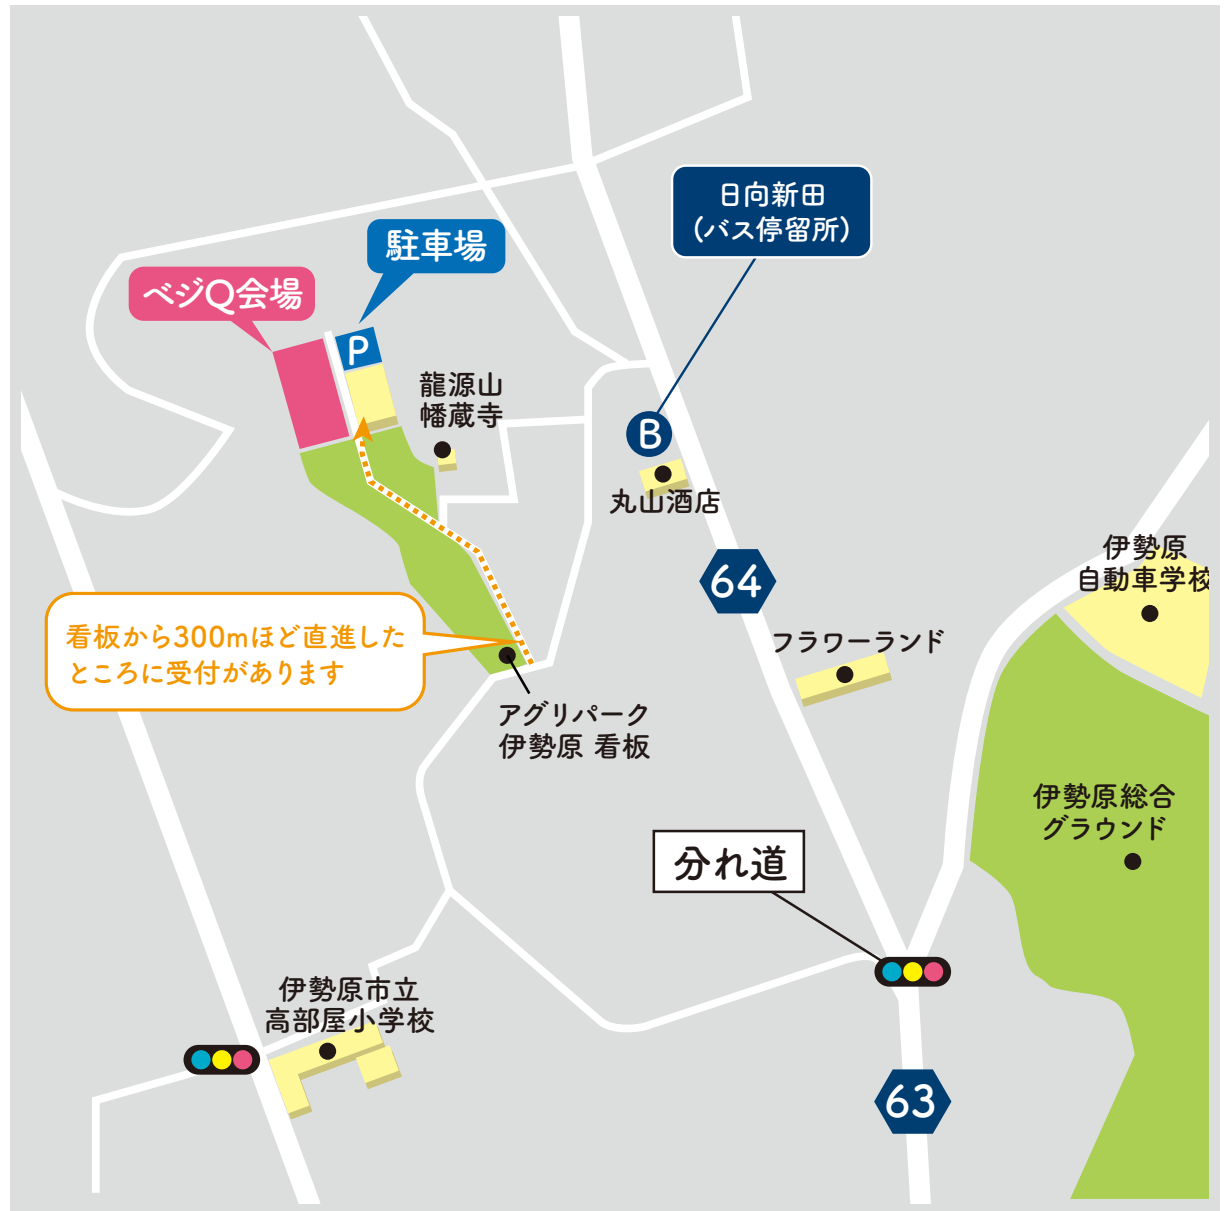 日向新田
(バス停留所)
駐車場
ベジQ会場
P
龍源山
幡蔵寺
B
丸山酒店
伊勢原
自動車学校
64
看板から300mほど直進した
ところに受付があります
フラワーランド
アグリパーク
伊勢原 看板
伊勢原総合
グラウンド
分れ道
伊勢原市立
高部屋小学校
63